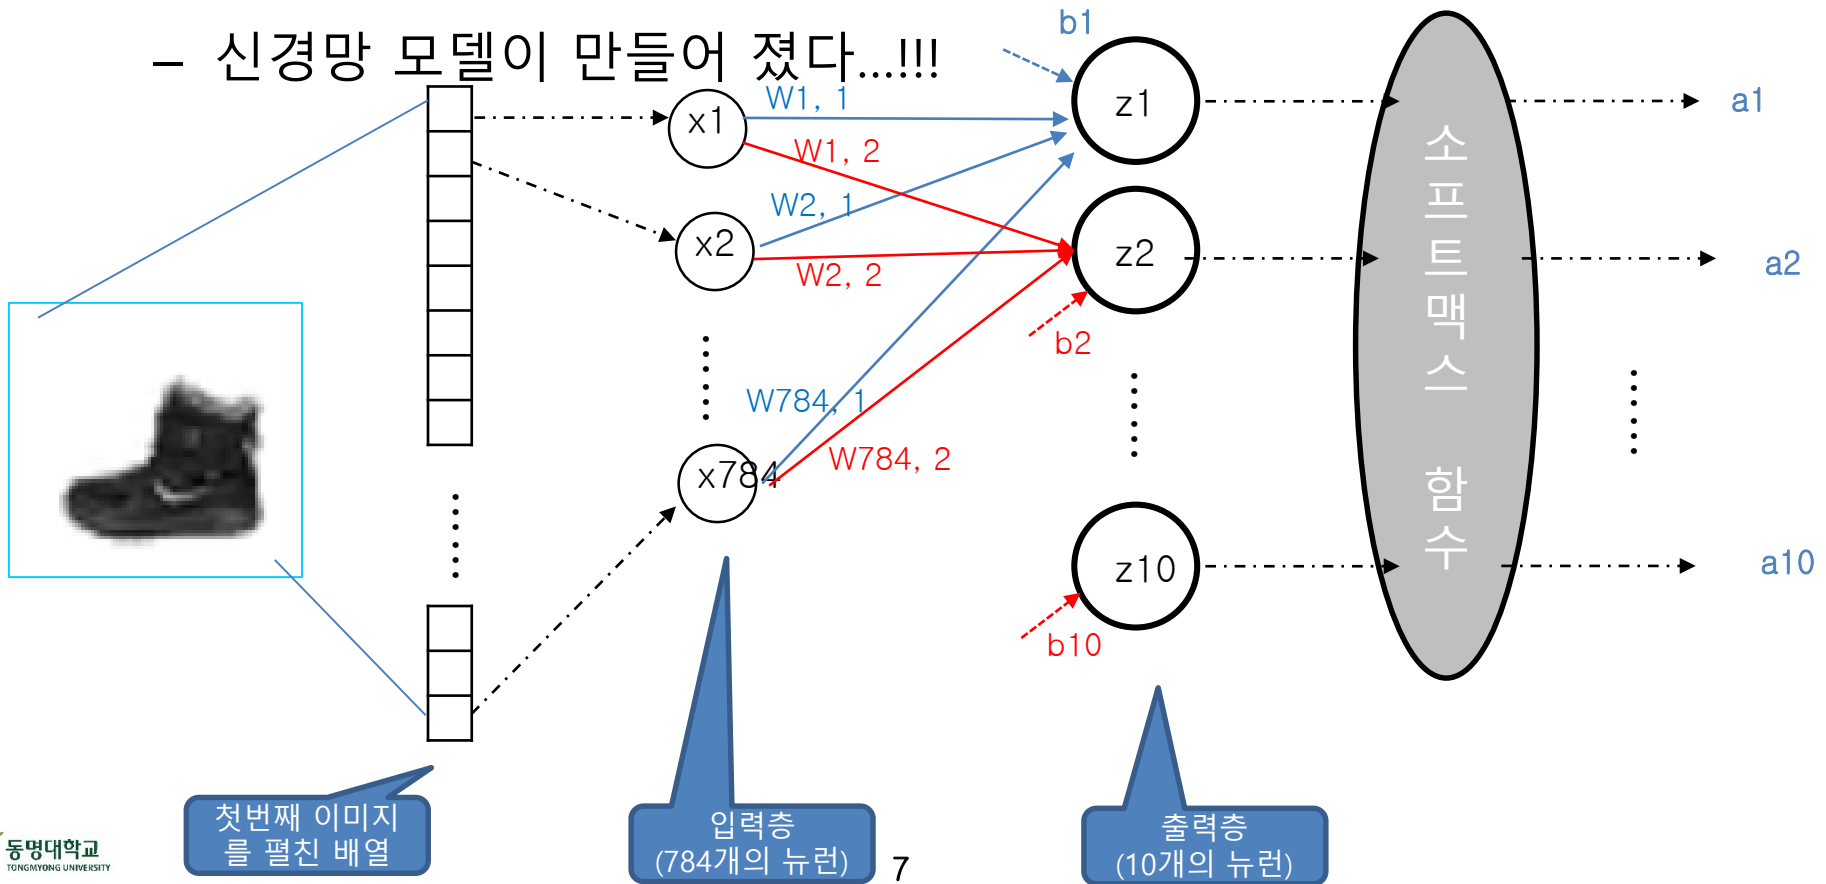 – 신경망 모델이 만들어 졌다...!!!
b1
x1
W1, 1
W1, 2
z1
a1
x2
W2, 1
W2, 2
z2
b2
a2
x784
W784, 1
W784, 2
z10
b10
a10
소프트맥스 함수
첫번째 이미지
를 펼친 배열
입력층
(784개의 뉴런)
출력층
(10개의 뉴런)
동명대학교
TONGMYONG UNIVERSITY
7